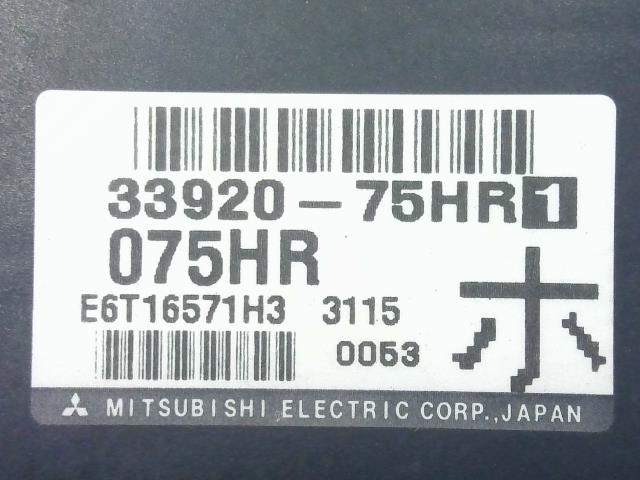 33920-75HR1
075HR
E6T16571H3 3115
0053
ホ
MITSUBISHI ELECTRIC CORP., JAPAN